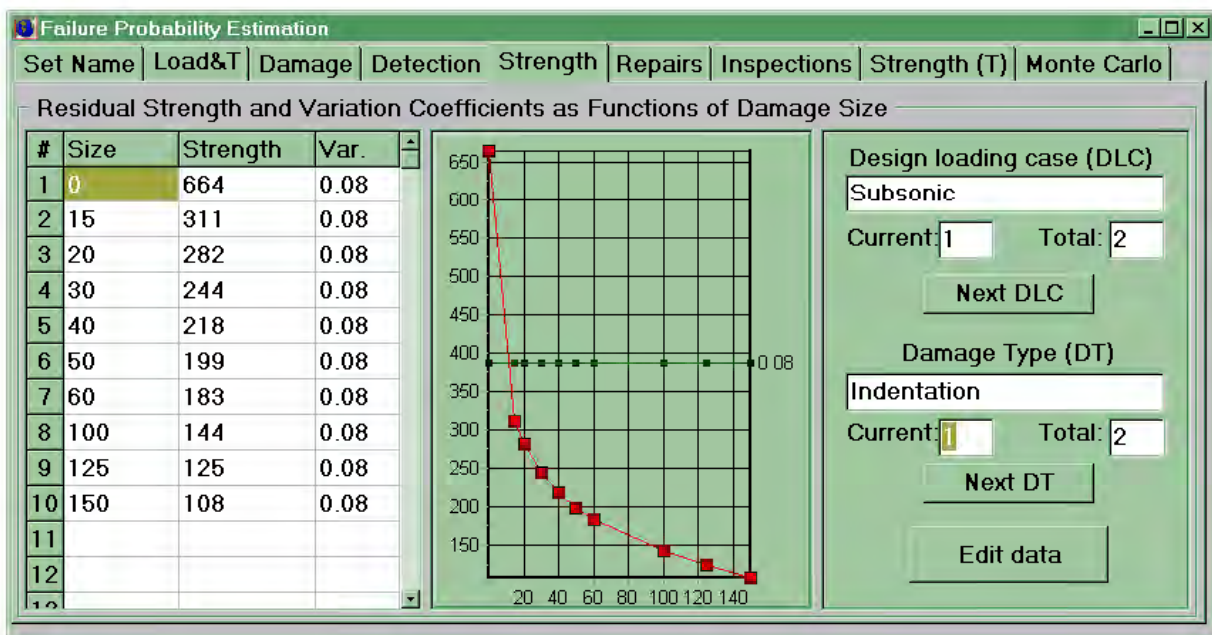 Failure Probability Estimation
Set Name Load&T Damage Detection Strength Repairs Inspections Strength (T) Monte Carlo
Residual Strength and Variation Coefficients as Functions of Damage Size
# Size Strength Var.
1 0 664 0.08
2 15 311 0.08
3 20 282 0.08
4 30 244 0.08
5 40 218 0.08
6 50 199 0.08
7 60 183 0.08
8 100 144 0.08
9 125 125 0.08
10 150 108 0.08
11
12
650
600
550
500
450
400
350
300
250
200
150
0.08
20 40 60 80 100 120 140
Design loading case (DLC)
Subsonic
Current: 1 Total: 2
Next DLC
Damage Type (DT)
Indentation
Current: 1 Total: 2
Next DT
Edit data